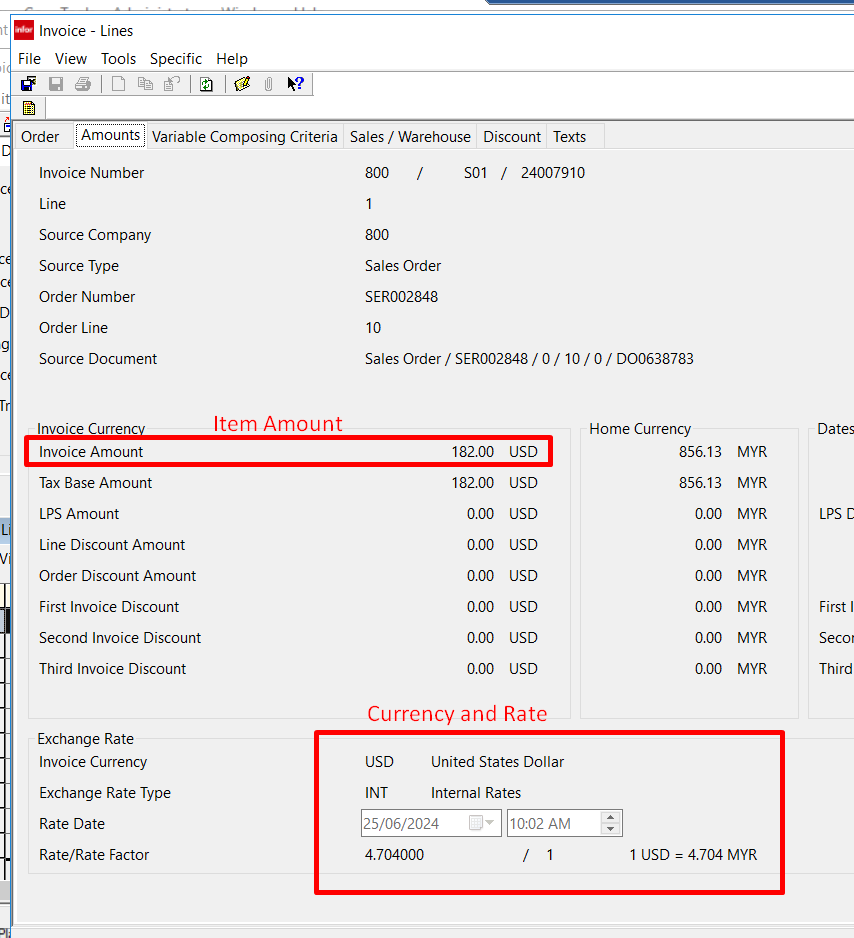 infor Invoice - Lines
File View Tools Specific Help
Order Amounts Variable Composing Criteria Sales / Warehouse Discount Texts
Invoice Number 800 / S01 / 24007910
Line 1
Source Company 800
Source Type Sales Order
Order Number SER002848
Order Line 10
Source Document Sales Order / SER002848 / 0 / 10 / 0 / DO0638783
Item Amount
Invoice Currency Home Currency Dates
Invoice Amount 182.00 USD 856.13 MYR
Tax Base Amount 182.00 USD 856.13 MYR
LPS Amount 0.00 USD 0.00 MYR LPS D
Line Discount Amount 0.00 USD 0.00 MYR
Order Discount Amount 0.00 USD 0.00 MYR
First Invoice Discount 0.00 USD 0.00 MYR First I
Second Invoice Discount 0.00 USD 0.00 MYR Secon
Third Invoice Discount 0.00 USD 0.00 MYR Third
Currency and Rate
Exchange Rate
Invoice Currency USD United States Dollar
Exchange Rate Type INT Internal Rates
Rate Date 25/06/2024 10:02 AM
Rate/Rate Factor 4.704000 / 1 1 USD = 4.704 MYR